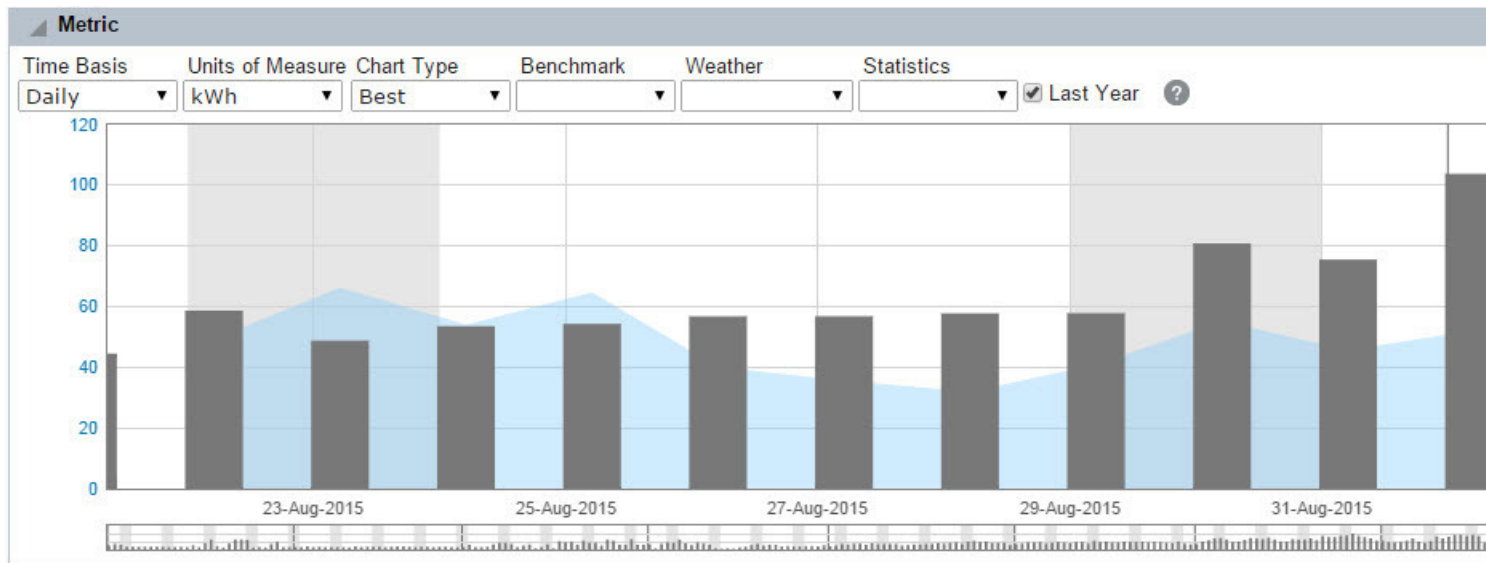 Metric
Time Basis Units of Measure Chart Type Benchmark Weather Statistics
Daily kWh Best Last Year ?
120
100
80
60
40
20
0
23-Aug-2015 25-Aug-2015 27-Aug-2015 29-Aug-2015 31-Aug-2015